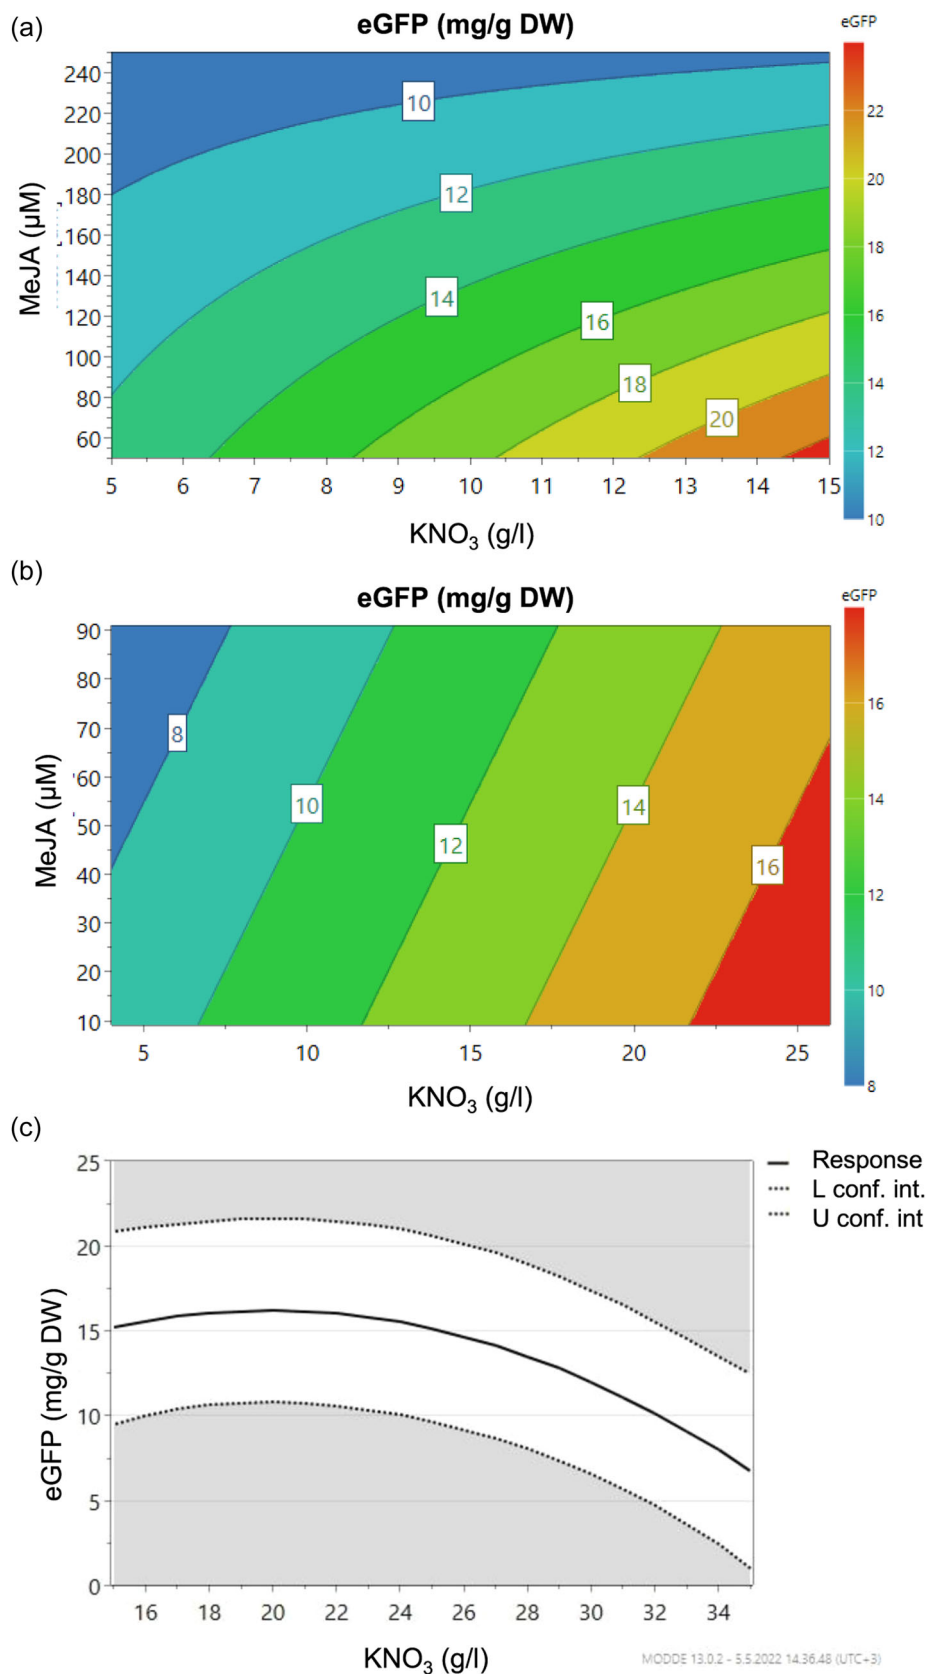 (a)
eGFP (mg/g DW)
eGFP
240
220
200
180
160
140
120
100
80
60
MeJA (µM)
10
12
14
16
18
20
5 6 7 8 9 10 11 12 13 14 15
KNO₃ (g/l)
22
20
18
16
14
12
10
(b)
eGFP (mg/g DW)
eGFP
90
80
70
60
50
40
30
20
10
MeJA (µM)
8
10
12
14
16
5 10 15 20 25
KNO₃ (g/l)
16
14
12
10
8
(c)
25
20
15
10
5
0
eGFP (mg/g DW)
Response
L conf. int.
U conf. int
16 18 20 22 24 26 28 30 32 34
KNO₃ (g/l)
MODDE 13.0.2 - 5.5.2022 14.36.48 (UTC+3)